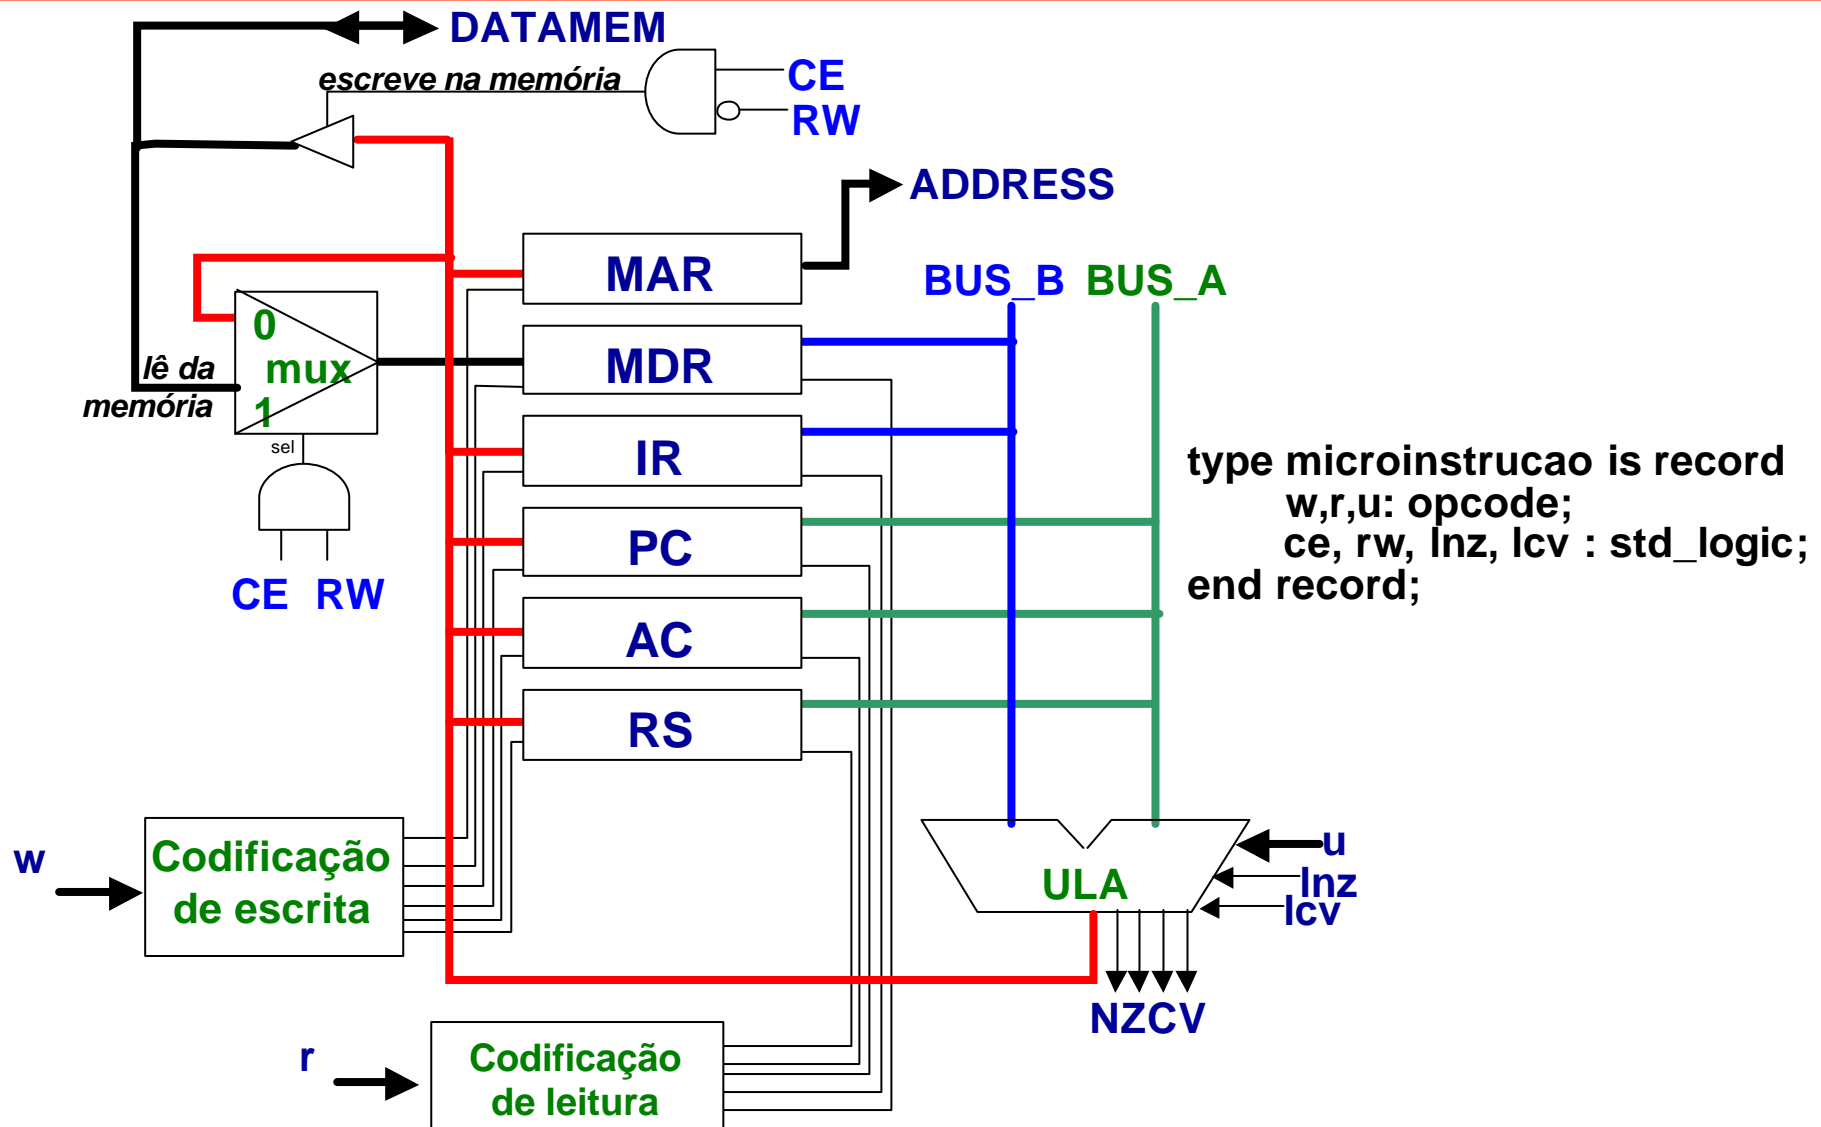 DATAMEM
escreve na memória
CE
RW
ADDRESS
MAR
BUS_B BUS_A
0
mux
1
lê da
memória
sel
MDR
IR
CE RW
PC
AC
RS
type microinstrucao is record
w,r,u: opcode;
ce, rw, lnz, lcv : std_logic;
end record;
w
Codificação
de escrita
ULA
u
lnz
lcv
NZCV
r
Codificação
de leitura